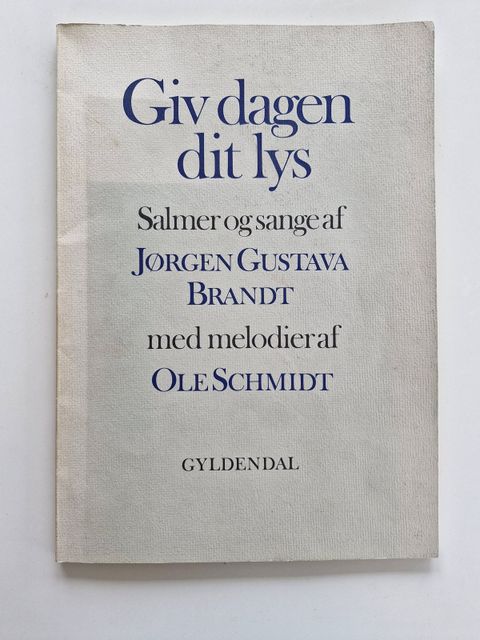 Giv dagen
dit lys
Salmer og sange af
JØRGEN GUSTAVA
BRANDT
med melodier af
OLE SCHMIDT
GYLDENDAL